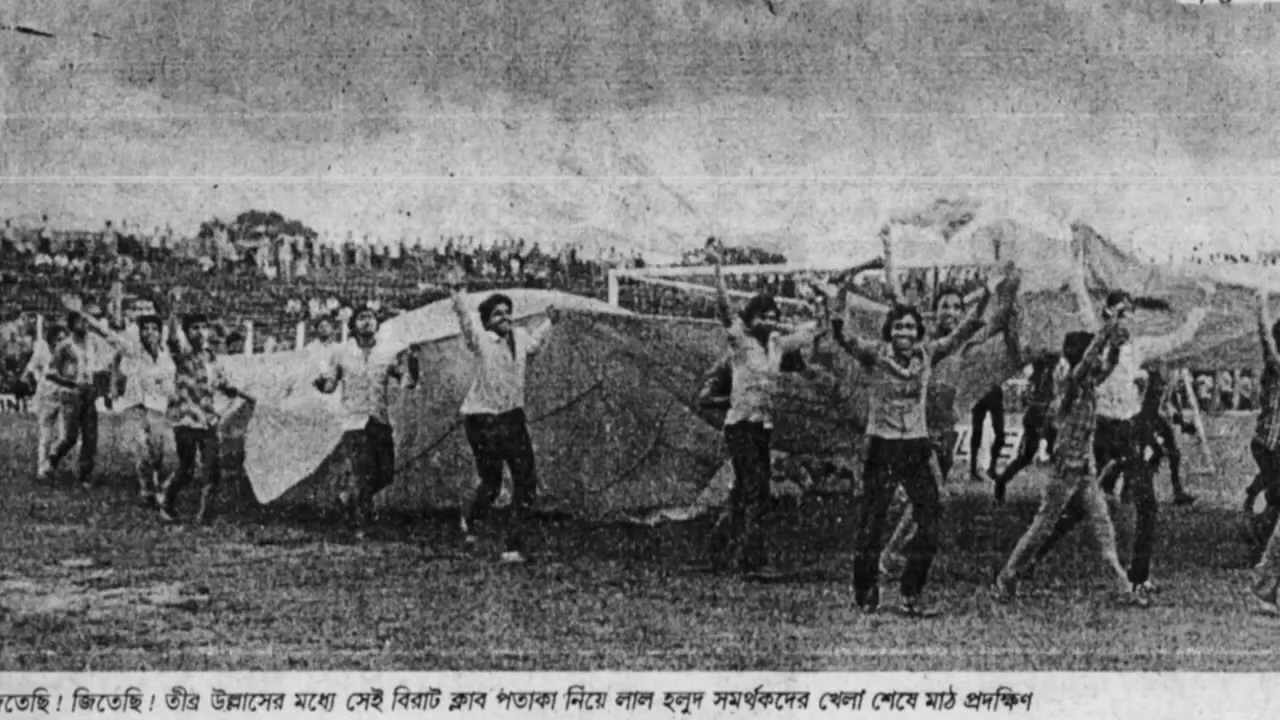 জিতেছি! জিতেছি! তীব্র উল্লাসের মধ্যে সেই বিরাট ক্লাব পতাকা নিয়ে লাল হলুদ সমর্থকদের খেলা শেষে মাঠ প্রদক্ষিণ